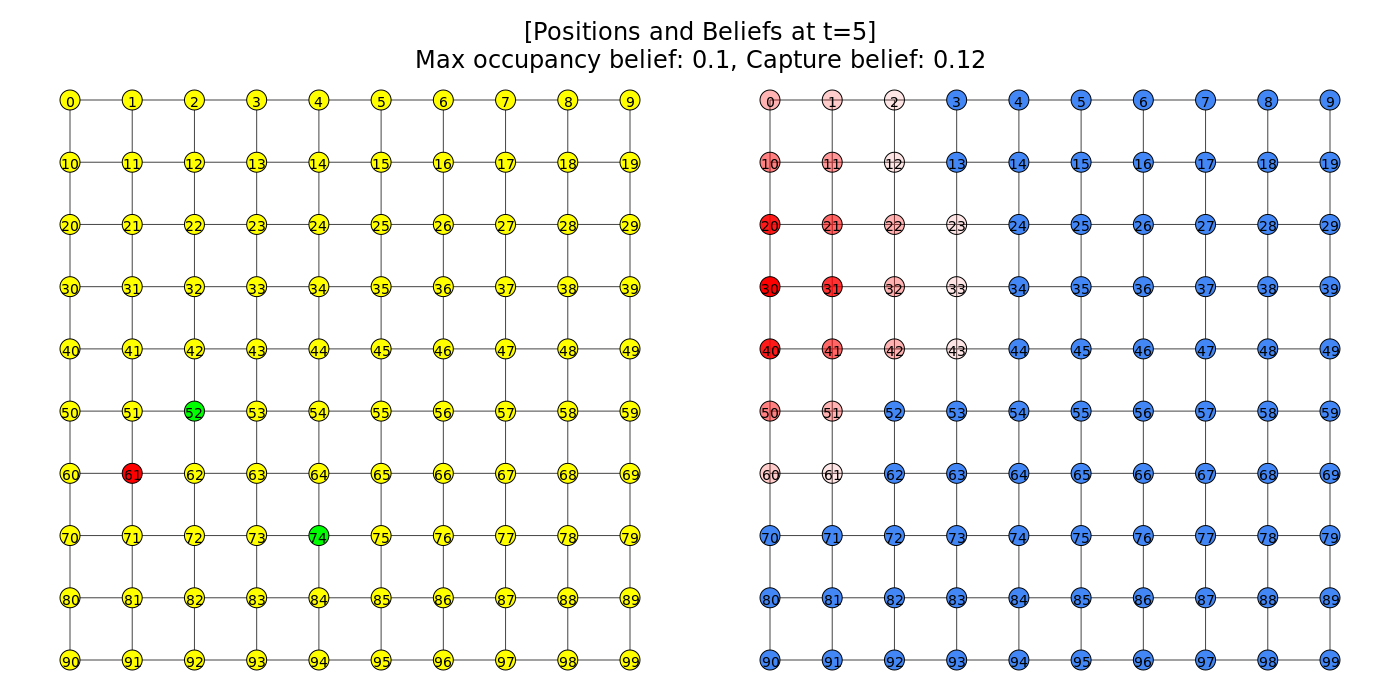 [Positions and Beliefs at t=5]
Max occupancy belief: 0.1, Capture belief: 0.12
0 1 2 3 4 5 6 7 8 9 0 1 2 3 4 5 6 7 8 9
10 11 12 13 14 15 16 17 18 19 10 11 12 13 14 15 16 17 18 19
20 21 22 23 24 25 26 27 28 29 20 21 22 23 24 25 26 27 28 29
30 31 32 33 34 35 36 37 38 39 30 31 32 33 34 35 36 37 38 39
40 41 42 43 44 45 46 47 48 49 40 41 42 43 44 45 46 47 48 49
50 51 52 53 54 55 56 57 58 59 50 51 52 53 54 55 56 57 58 59
60 61 62 63 64 65 66 67 68 69 60 61 62 63 64 65 66 67 68 69
70 71 72 73 74 75 76 77 78 79 70 71 72 73 74 75 76 77 78 79
80 81 82 83 84 85 86 87 88 89 80 81 82 83 84 85 86 87 88 89
90 91 92 93 94 95 96 97 98 99 90 91 92 93 94 95 96 97 98 99